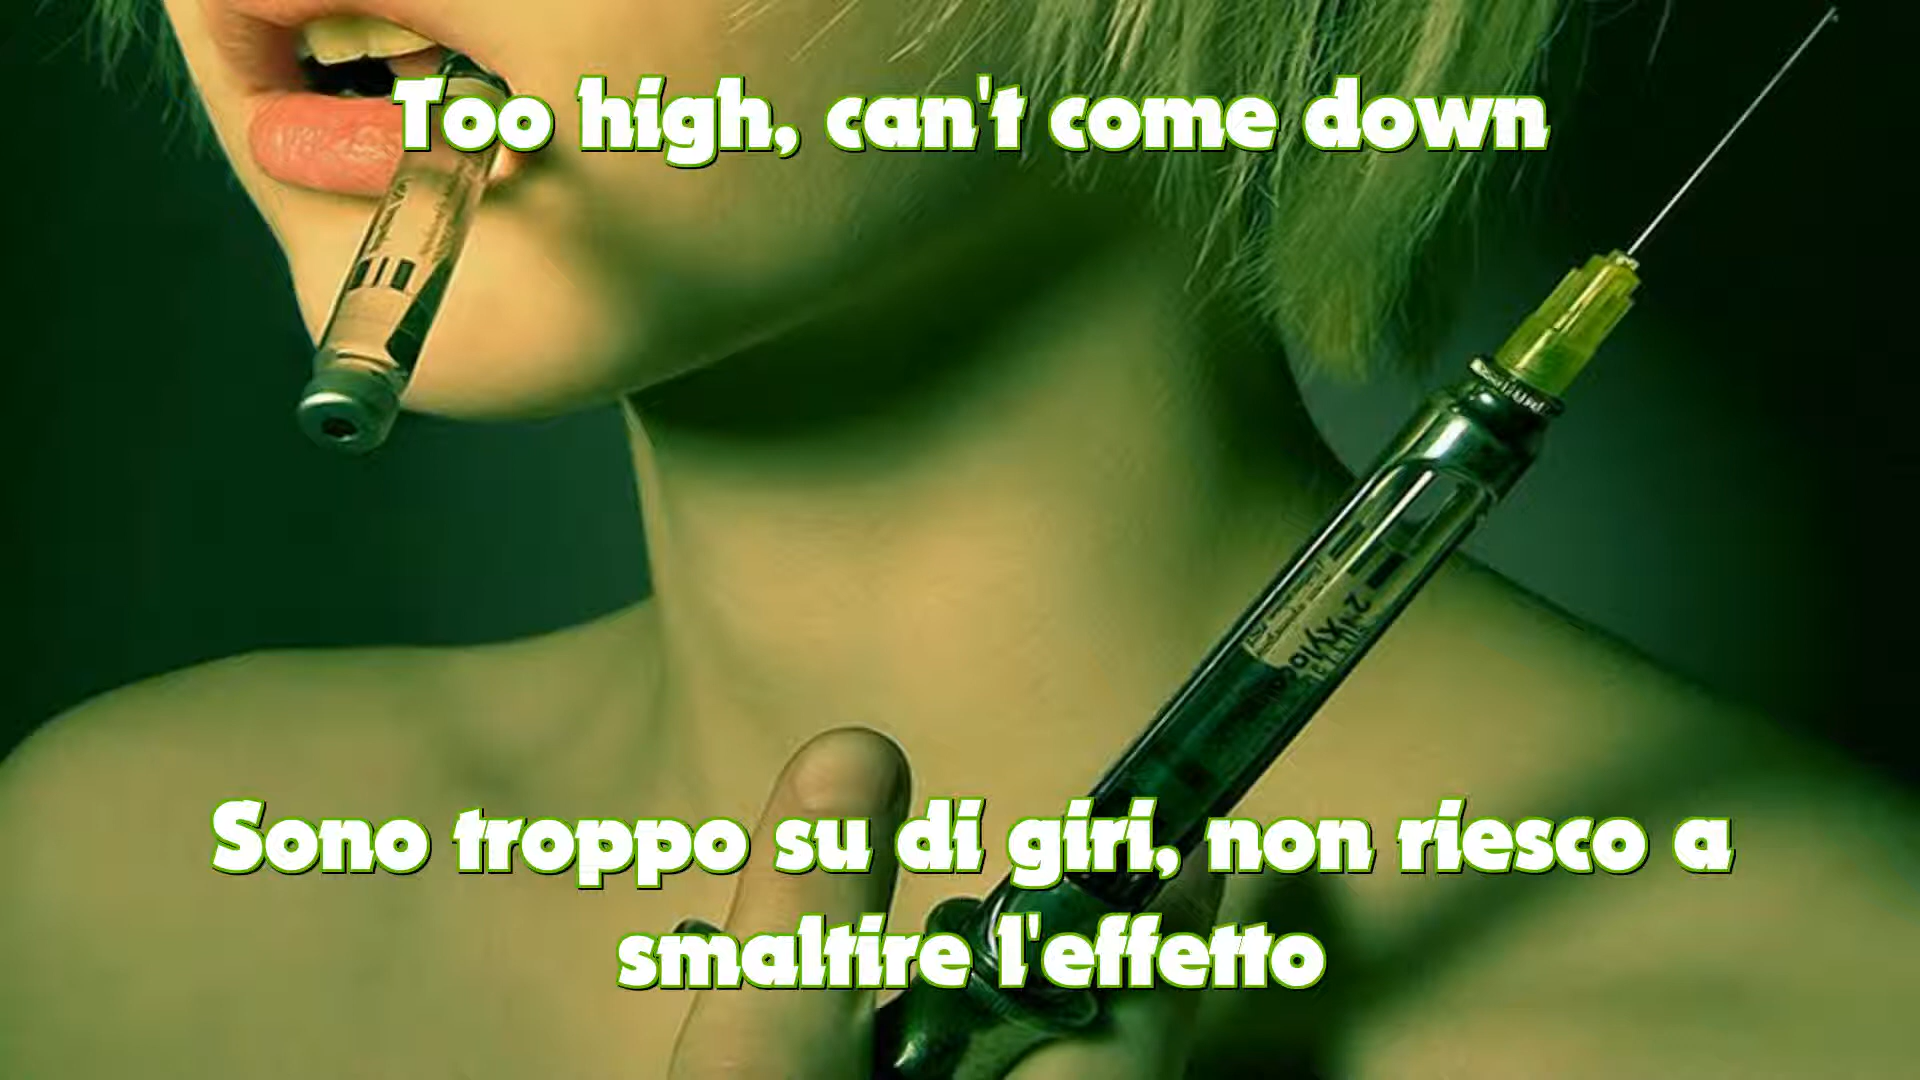 Too high, can't come down
Sono troppo su di giri, non riesco a
smaltire l'effetto